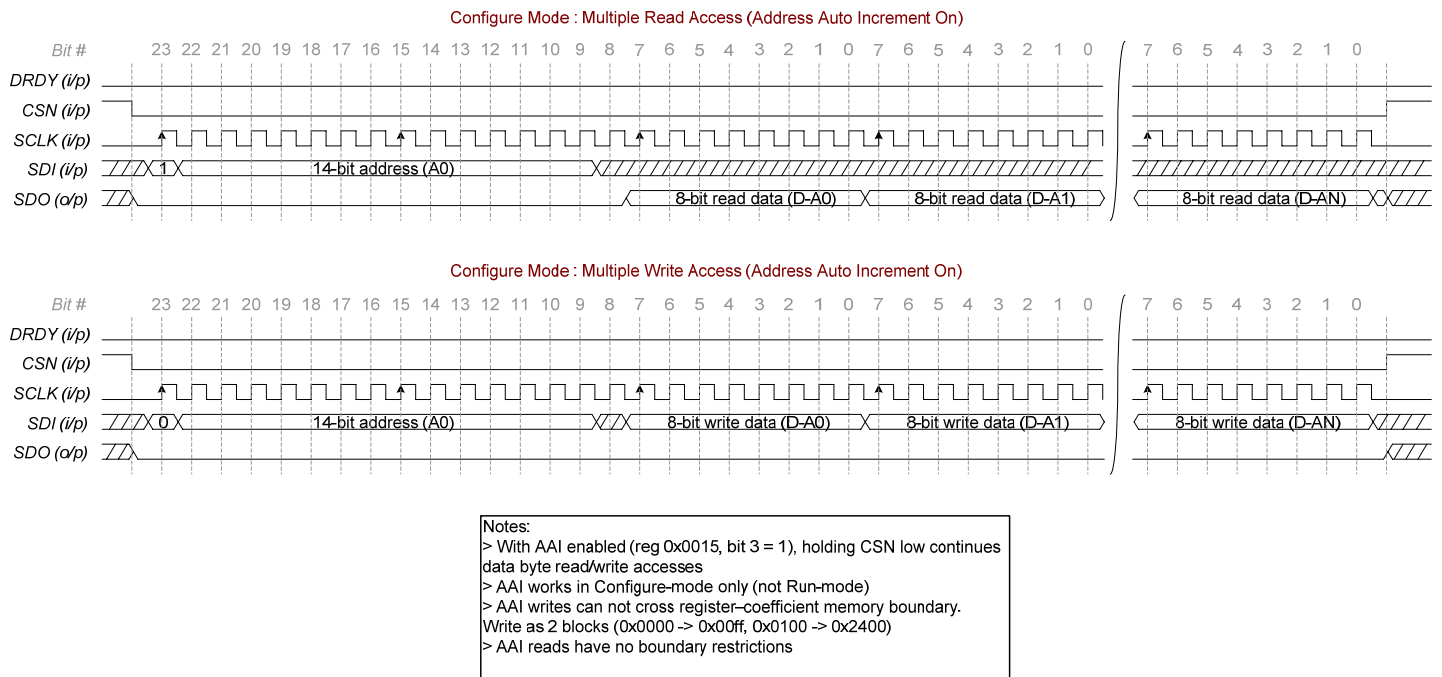 Configure Mode : Multiple Read Access (Address Auto Increment On)
Bit # 23 22 21 20 19 18 17 16 15 14 13 12 11 10 9 8 7 6 5 4 3 2 1 0 7 6 5 4 3 2 1 0 7 6 5 4 3 2 1 0
DRDY (i/p)
CSN (i/p)
SCLK (i/p)
SDI (i/p) 1 14-bit address (A0)
SDO (o/p) 8-bit read data (D-A0) 8-bit read data (D-A1) 8-bit read data (D-AN)
Configure Mode : Multiple Write Access (Address Auto Increment On)
Bit # 23 22 21 20 19 18 17 16 15 14 13 12 11 10 9 8 7 6 5 4 3 2 1 0 7 6 5 4 3 2 1 0 7 6 5 4 3 2 1 0
DRDY (i/p)
CSN (i/p)
SCLK (i/p)
SDI (i/p) 0 14-bit address (A0) 8-bit write data (D-A0) 8-bit write data (D-A1) 8-bit write data (D-AN)
SDO (o/p)
Notes:
> With AAI enabled (reg 0x0015, bit 3 = 1), holding CSN low continues
data byte read/write accesses
> AAI works in Configure-mode only (not Run-mode)
> AAI writes can not cross register–coefficient memory boundary.
Write as 2 blocks (0x0000 -> 0x00ff, 0x0100 -> 0x2400)
> AAI reads have no boundary restrictions